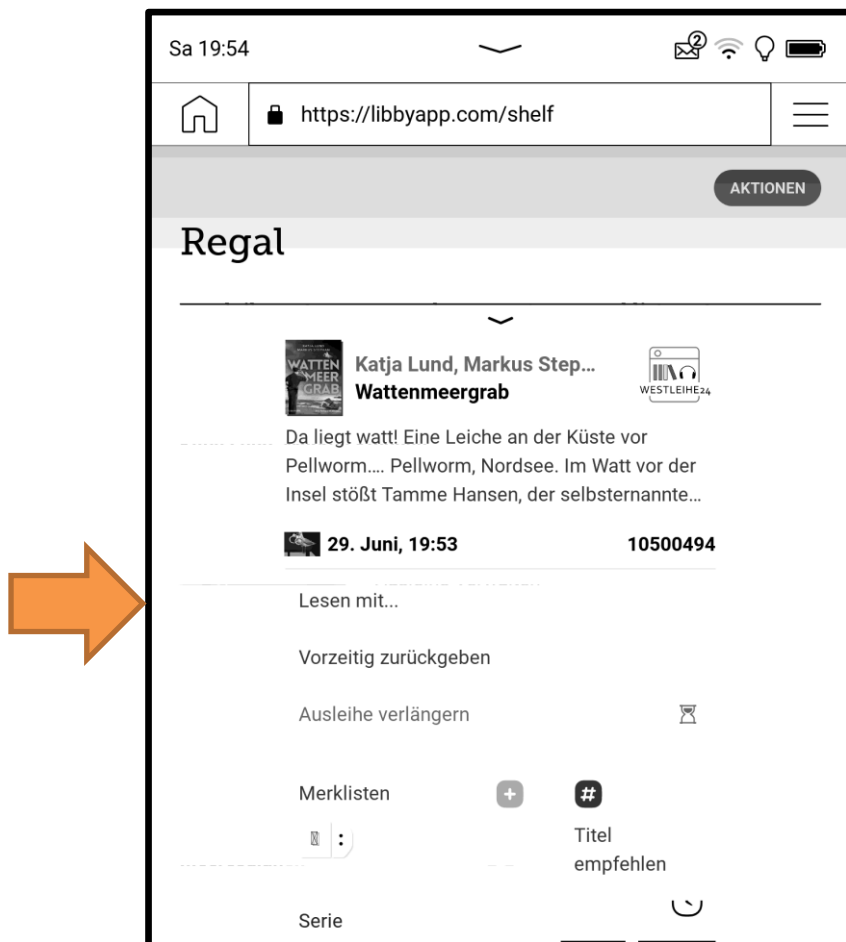 Sa 19:54
2
https://libbyapp.com/shelf
AKTIONEN
Regal
WATTEN
MEER
GRAB
Katja Lund, Markus Step...
Wattenmeergrab
WESTLEIHE24
Da liegt watt! Eine Leiche an der Küste vor
Pellworm.... Pellworm, Nordsee. Im Watt vor der
Insel stößt Tamme Hansen, der selbsternannte...
29. Juni, 19:53
10500494
Lesen mit...
Vorzeitig zurückgeben
Ausleihe verlängern
Merklisten
+
#
:
Titel
empfehlen
Serie